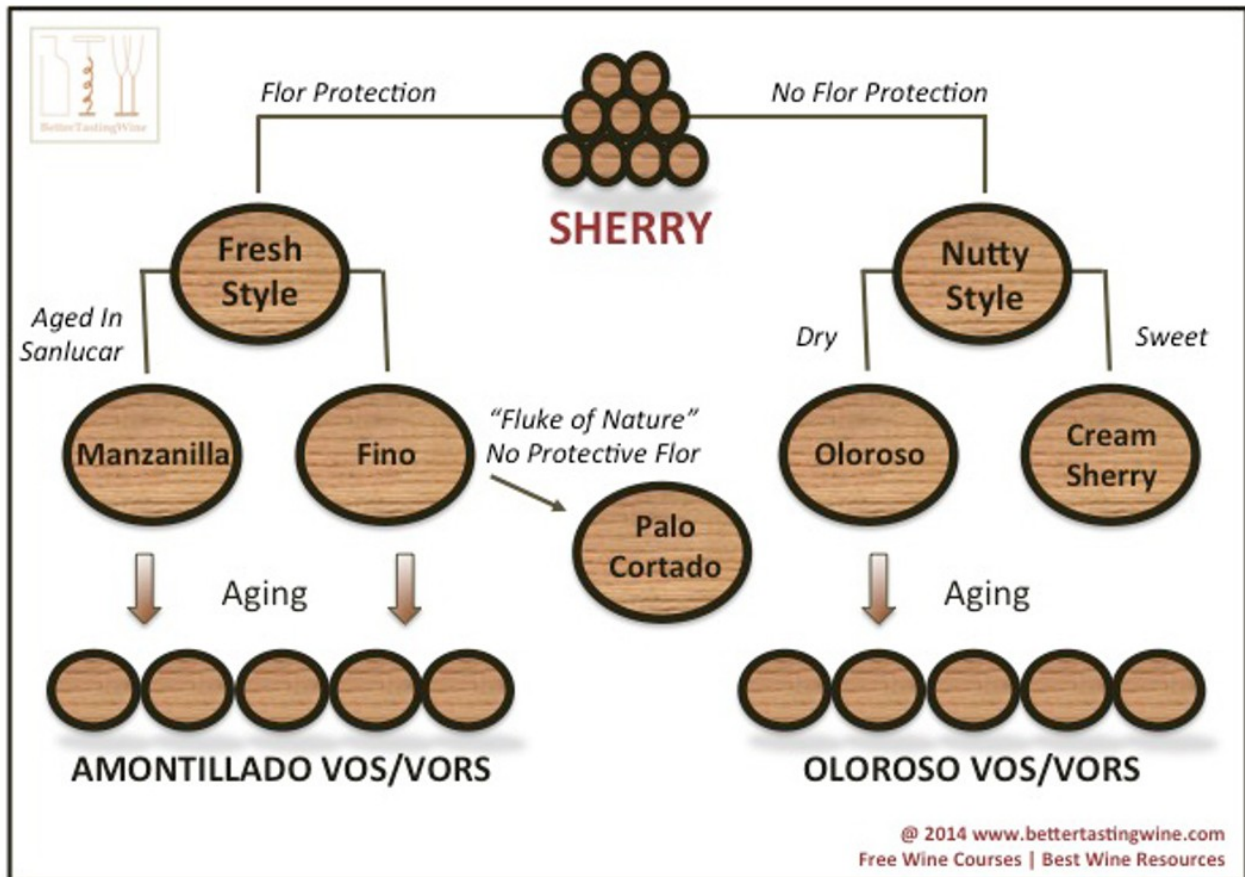 BetterTastingWine
Flor Protection
No Flor Protection
SHERRY
Fresh
Style
Nutty
Style
Aged In
Sanlucar
Dry
Sweet
Manzanilla
Fino
"Fluke of Nature"
No Protective Flor
Oloroso
Cream
Sherry
Palo
Cortado
Aging
Aging
AMONTILLADO VOS/VORS
OLOROSO VOS/VORS
@ 2014 www.bettertastingwine.com
Free Wine Courses | Best Wine Resources